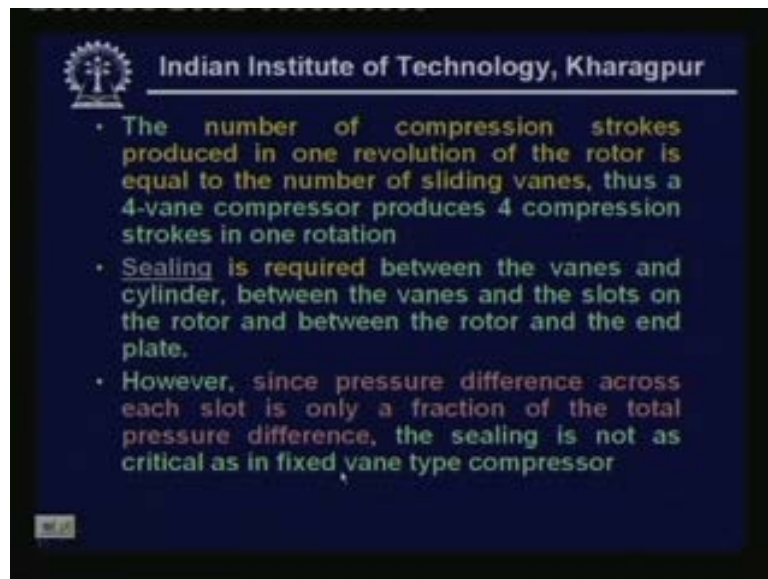 Indian Institute of Technology, Kharagpur
• The number of compression strokes
produced in one revolution of the rotor is
equal to the number of sliding vanes, thus a
4-vane compressor produces 4 compression
strokes in one rotation
• Sealing is required between the vanes and
cylinder, between the vanes and the slots on
the rotor and between the rotor and the end
plate.
• However, since pressure difference across
each slot is only a fraction of the total
pressure difference, the sealing is not as
critical as in fixed vane type compressor